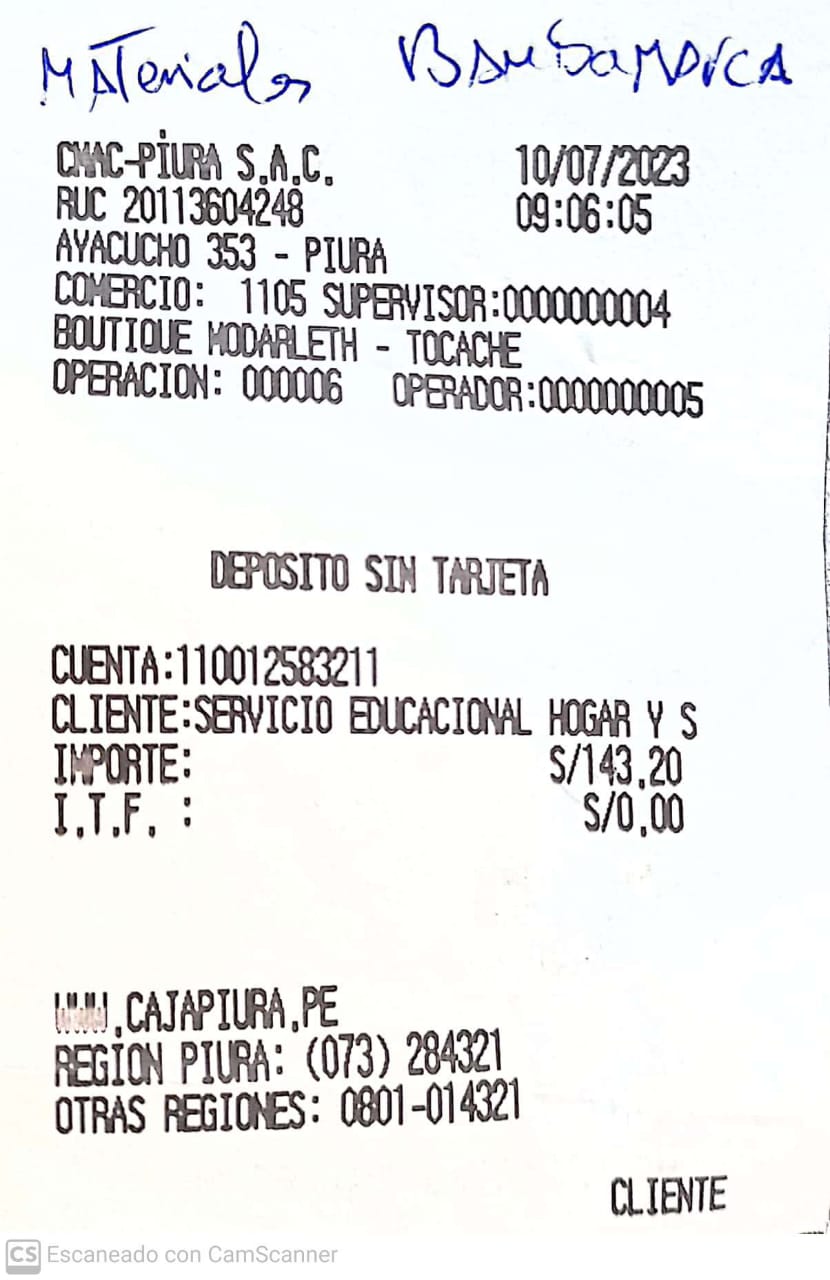 Materiales Bambamarca
CMAC-PIURA S.A.C. 10/07/2023
RUC 20113604248 09:06:05
AYACUCHO 353 - PIURA
COMERCIO: 1105 SUPERVISOR:0000000004
BOUTIQUE MODARLETH - TOCACHE
OPERACION: 000006 OPERADOR:0000000005
DEPOSITO SIN TARJETA
CUENTA:110012583211
CLIENTE:SERVICIO EDUCACIONAL HOGAR Y S
IMPORTE: S/143.20
I.T.F. : S/0.00
WWW.CAJAPIURA.PE
REGION PIURA: (073) 284321
OTRAS REGIONES: 0801-014321
CLIENTE
CS Escaneado con CamScanner